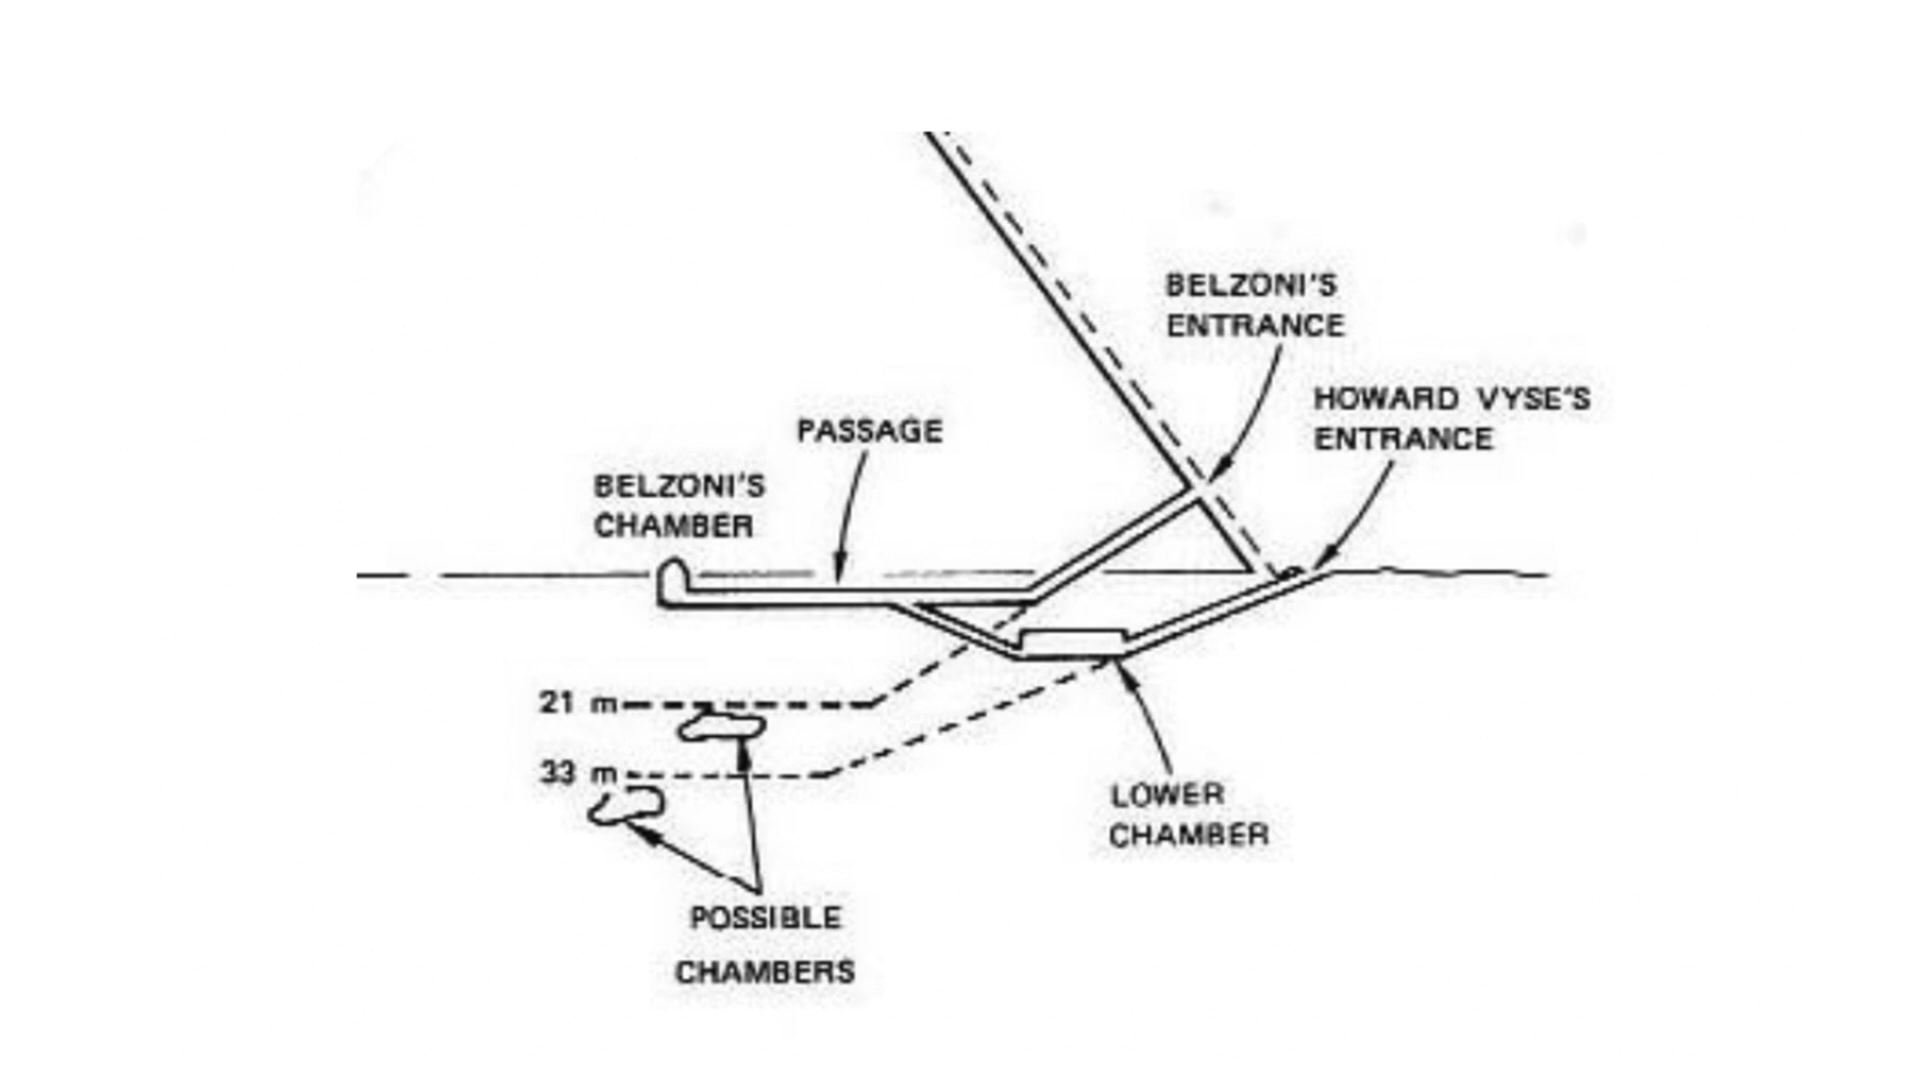 BELZONI'S
ENTRANCE
HOWARD VYSE'S
ENTRANCE
PASSAGE
BELZONI'S
CHAMBER
21 m
33 m
LOWER
CHAMBER
POSSIBLE
CHAMBERS